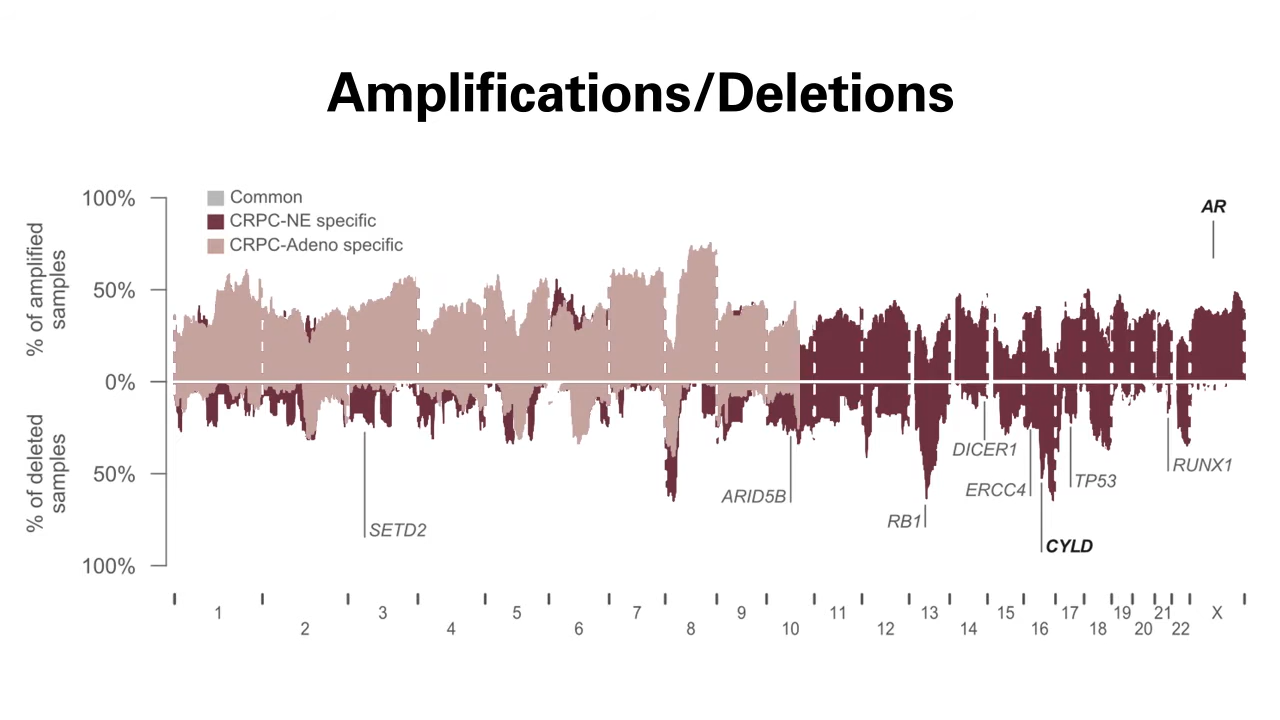 Amplifications/Deletions
100%
50%
0%
50%
100%
% of amplified
samples
% of deleted
samples
Common
CRPC-NE specific
CRPC-Adeno specific
AR
SETD2
ARID5B
RB1
DICER1
ERCC4
CYLD
TP53
RUNX1
1
2
3
4
5
6
7
8
9
10
11
12
13
14
15
16
17
18
19
20
21
22
X